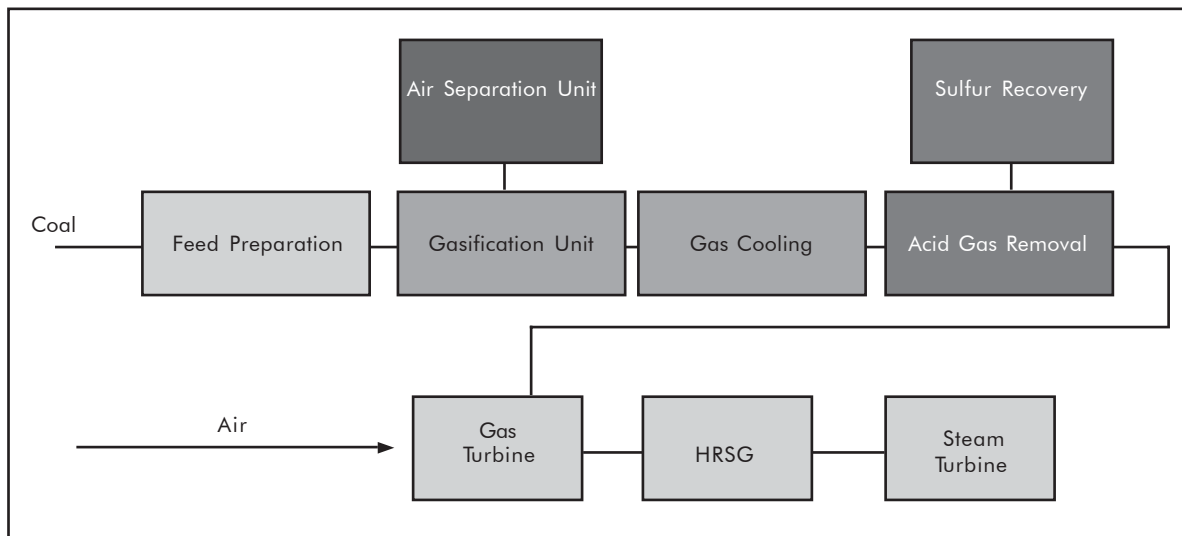 Air Separation Unit
Sulfur Recovery
Coal
Feed Preparation
Gasification Unit
Gas Cooling
Acid Gas Removal
Air
Gas
Turbine
HRSG
Steam
Turbine